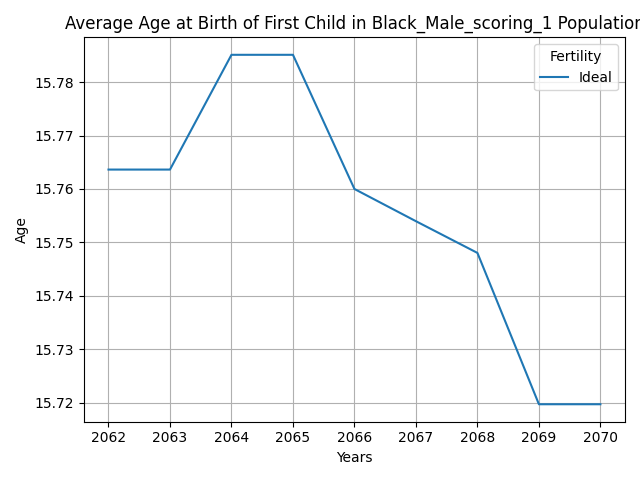 Average Age at Birth of First Child in Black_Male_scoring_1 Population
Fertility
Ideal
15.78
15.77
15.76
15.75
15.74
15.73
15.72
Age
2062 2063 2064 2065 2066 2067 2068 2069 2070
Years